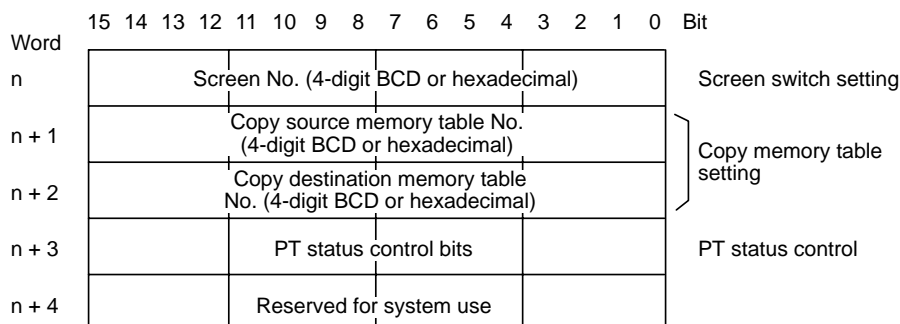 15 14 13 12 11 10 9 8 7 6 5 4 3 2 1 0 Bit
Word
n Screen No. (4-digit BCD or hexadecimal) Screen switch setting
n + 1 Copy source memory table No.
(4-digit BCD or hexadecimal)
Copy memory table
setting
n + 2 Copy destination memory table
No. (4-digit BCD or hexadecimal)
n + 3 PT status control bits PT status control
n + 4 Reserved for system use